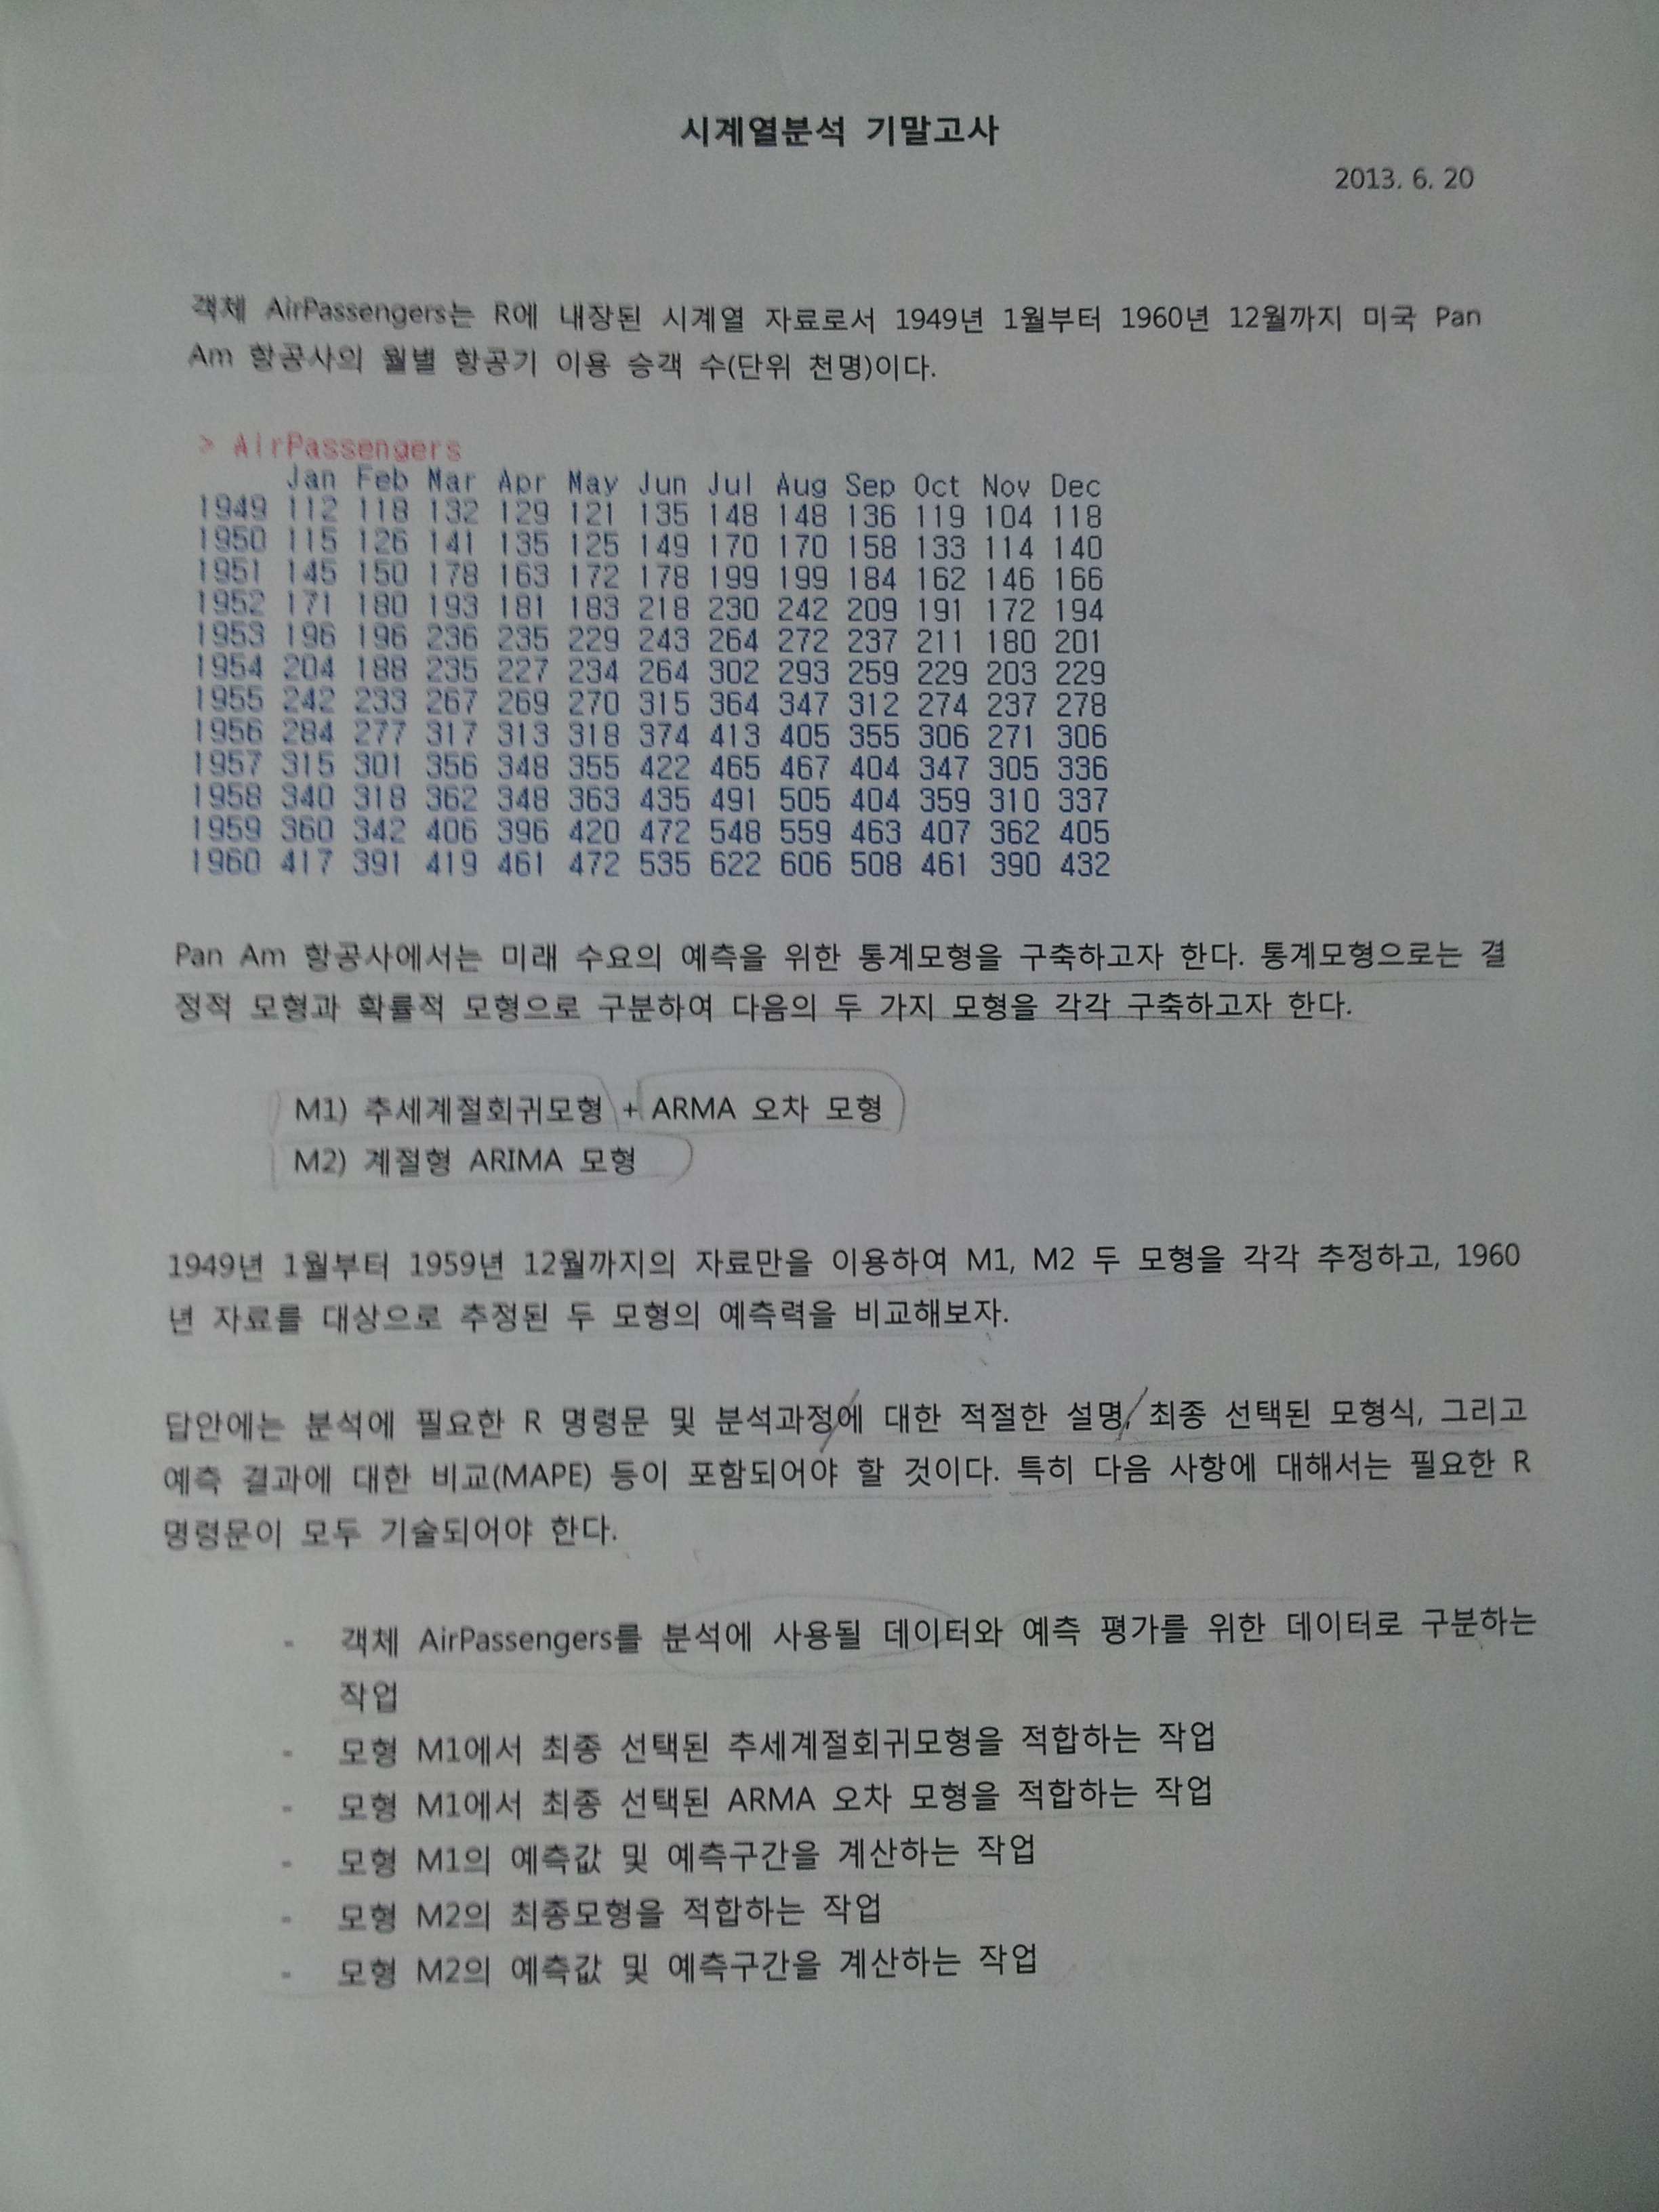 시계열분석 기말고사
2013. 6. 20
객체 AirPassengers는 R에 내장된 시계열 자료로서 1949년 1월부터 1960년 12월까지 미국 Pan
Am 항공사의 월별 항공기 이용 승객 수(단위 천명)이다.
> AirPassengers
Jan Feb Mar Apr May Jun Jul Aug Sep Oct Nov Dec
1949 112 118 132 129 121 135 148 148 136 119 104 118
1950 115 126 141 135 125 149 170 170 158 133 114 140
1951 145 150 178 163 172 178 199 199 184 162 146 166
1952 171 180 193 181 183 218 230 242 209 191 172 194
1953 196 196 236 235 229 243 264 272 237 211 180 201
1954 204 188 235 227 234 264 302 293 259 229 203 229
1955 242 233 267 269 270 315 364 347 312 274 237 278
1956 284 277 317 313 318 374 413 405 355 306 271 306
1957 315 301 356 348 355 422 465 467 404 347 305 336
1958 340 318 362 348 363 435 491 505 404 359 310 337
1959 360 342 406 396 420 472 548 559 463 407 362 405
1960 417 391 419 461 472 535 622 606 508 461 390 432
Pan Am 항공사에서는 미래 수요의 예측을 위한 통계모형을 구축하고자 한다. 통계모형으로는 결
정적 모형과 확률적 모형으로 구분하여 다음의 두 가지 모형을 각각 구축하고자 한다.
M1) 추세계절회귀모형 + ARMA 오차 모형
M2) 계절형 ARIMA 모형
1949년 1월부터 1959년 12월까지의 자료만을 이용하여 M1, M2 두 모형을 각각 추정하고, 1960
년 자료를 대상으로 추정된 두 모형의 예측력을 비교해보자.
답안에는 분석에 필요한 R 명령문 및 분석과정에 대한 적절한 설명, 최종 선택된 모형식, 그리고
예측 결과에 대한 비교(MAPE) 등이 포함되어야 할 것이다. 특히 다음 사항에 대해서는 필요한 R
명령문이 모두 기술되어야 한다.
- 객체 AirPassengers를 분석에 사용될 데이터와 예측 평가를 위한 데이터로 구분하는
작업
- 모형 M1에서 최종 선택된 추세계절회귀모형을 적합하는 작업
- 모형 M1에서 최종 선택된 ARMA 오차 모형을 적합하는 작업
- 모형 M1의 예측값 및 예측구간을 계산하는 작업
- 모형 M2의 최종모형을 적합하는 작업
- 모형 M2의 예측값 및 예측구간을 계산하는 작업